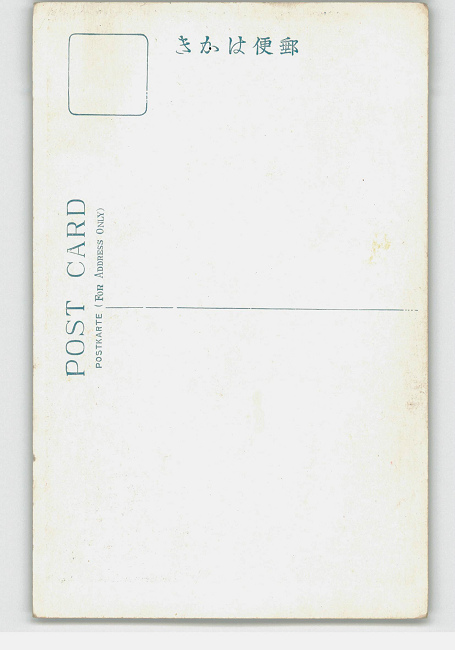 郵便はかき
POST CARD
POSTKARTE (FOR ADDRESS ONLY)